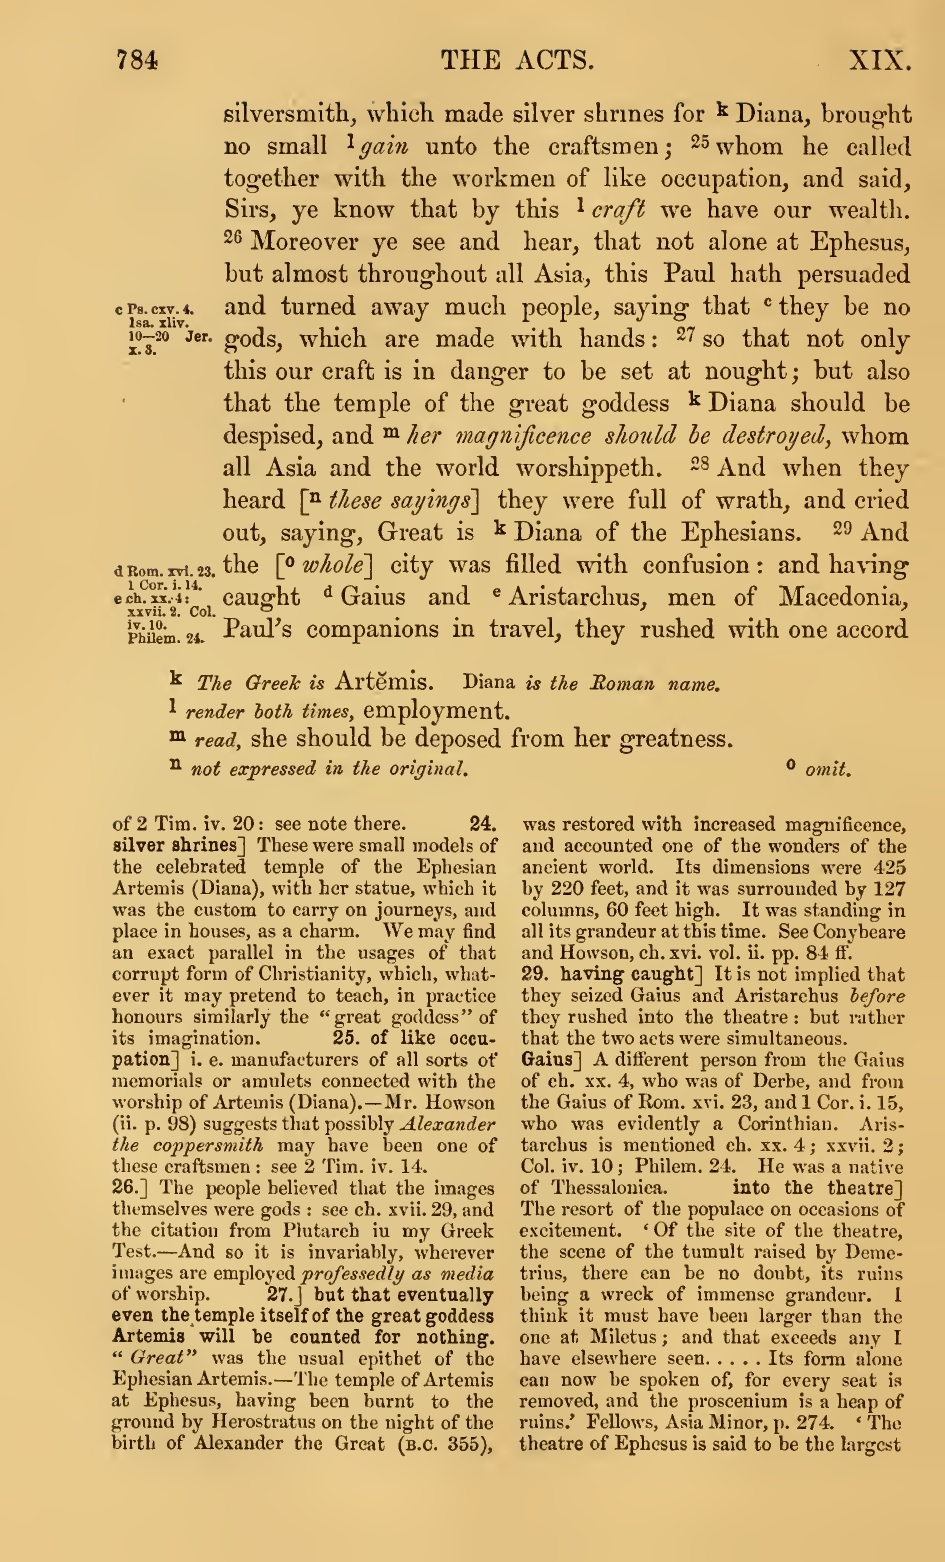 784 THE ACTS. XIX.
silversmith, which made silver shrines for k Diana, brought
no small l gain unto the craftsmen; 25 whom he called
together with the workmen of like occupation, and said,
Sirs, ye know that by this l craft we have our wealth.
26 Moreover ye see and hear, that not alone at Ephesus,
but almost throughout all Asia, this Paul hath persuaded
and turned away much people, saying that c they be no
gods, which are made with hands: 27 so that not only
this our craft is in danger to be set at nought; but also
that the temple of the great goddess k Diana should be
despised, and m her magnificence should be destroyed, whom
all Asia and the world worshippeth. 28 And when they
heard [n these sayings] they were full of wrath, and cried
out, saying, Great is k Diana of the Ephesians. 29 And
the [o whole] city was filled with confusion: and having
caught d Gaius and e Aristarchus, men of Macedonia,
Paul's companions in travel, they rushed with one accord
c Ps. cxv. 4.
Isa. xliv.
10—20 Jer.
x. 3.
d Rom. xvi. 23.
1 Cor. i. 14.
e ch. xx. 4:
xxvii. 2. Col.
iv. 10.
Philem. 24.
k The Greek is Artĕmis. Diana is the Roman name.
l render both times, employment.
m read, she should be deposed from her greatness.
n not expressed in the original. o omit.
of 2 Tim. iv. 20: see note there. 24.
silver shrines] These were small models of
the celebrated temple of the Ephesian
Artemis (Diana), with her statue, which it
was the custom to carry on journeys, and
place in houses, as a charm. We may find
an exact parallel in the usages of that
corrupt form of Christianity, which, what-
ever it may pretend to teach, in practice
honours similarly the “great goddess” of
its imagination. 25. of like occu-
pation] i. e. manufacturers of all sorts of
memorials or amulets connected with the
worship of Artemis (Diana).—Mr. Howson
(ii. p. 98) suggests that possibly Alexander
the coppersmith may have been one of
these craftsmen: see 2 Tim. iv. 14.
26.] The people believed that the images
themselves were gods: see ch. xvii. 29, and
the citation from Plutarch iu my Greek
Test.—And so it is invariably, wherever
images are employed professedly as media
of worship. 27.] but that eventually
even the temple itself of the great goddess
Artemis will be counted for nothing.
“Great” was the usual epithet of the
Ephesian Artemis.—The temple of Artemis
at Ephesus, having been burnt to the
ground by Herostratus on the night of the
birth of Alexander the Great (B.C. 355),
was restored with increased magnificence,
and accounted one of the wonders of the
ancient world. Its dimensions were 425
by 220 feet, and it was surrounded by 127
columns, 60 feet high. It was standing in
all its grandeur at this time. See Conybeare
and Howson, ch. xvi. vol. ii. pp. 84 ff.
29. having caught] It is not implied that
they seized Gaius and Aristarchus before
they rushed into the theatre: but rather
that the two acts were simultaneous.
Gaius] A different person from the Gaius
of ch. xx. 4, who was of Derbe, and from
the Gaius of Rom. xvi. 23, and 1 Cor. i. 15,
who was evidently a Corinthian. Aris-
tarchus is mentioned ch. xx. 4; xxvii. 2;
Col. iv. 10; Philem. 24. He was a native
of Thessalonica. into the theatre]
The resort of the populace on occasions of
excitement. ‘Of the site of the theatre,
the scene of the tumult raised by Deme-
trius, there can be no doubt, its ruins
being a wreck of immense grandeur. I
think it must have been larger than the
one at Miletus; and that exceeds any I
have elsewhere seen..... Its form alone
can now be spoken of, for every seat is
removed, and the proscenium is a heap of
ruins.’ Fellows, Asia Minor, p. 274. ‘The
theatre of Ephesus is said to be the largest